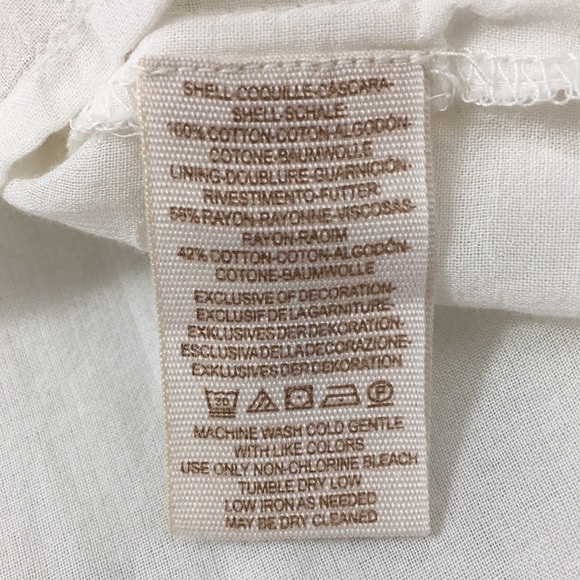 SHELL-COQUILLE-CÁSCARA-
SHELL-SCHALE
100% COTTON-COTON-ALGODÓN-
COTONE-BAUMWOLLE
LINING-DOUBLURE-GUARNICIÓN-
RIVESTIMENTO-FUTTER
58% RAYON-RAYONNE-VISCOSAS-
RAYON-RAOIM
42% COTTON-COTON-ALGODÓN-
COTONE-BAUMWOLLE
EXCLUSIVE OF DECORATION-
EXCLUSIF DE LA GARNITURE-
EXKLUSIVES DER DEKORATION-
ESCLUSIVA DELLA DECORAZIONE-
EXKLUSIVES DER DEKORATION
30
MACHINE WASH COLD GENTLE
WITH LIKE COLORS
USE ONLY NON-CHLORINE BLEACH
TUMBLE DRY LOW
LOW IRON AS NEEDED
MAY BE DRY CLEANED